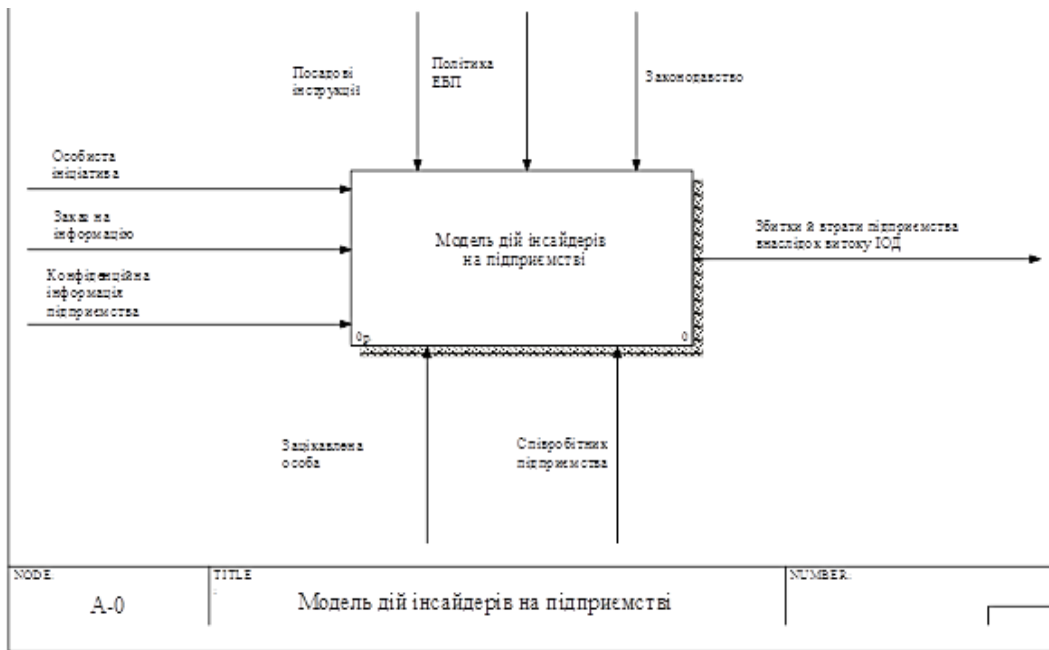 Посадові
інструкції
Політика
ЕБП
Законодавство
Особиста
ініціатива
Заказ на
інформацію
Конфіденційна
інформація
підприємства
Модель дій інсайдерів
на підприємстві
0р.
0
Збитки й втрати підприємства
внаслідок витоку ІОД
Зацікавлена
особа
Співробітник
підприємства
NODE:
A-0
TITLE
:
Модель дій інсайдерів на підприємстві
NUMBER: